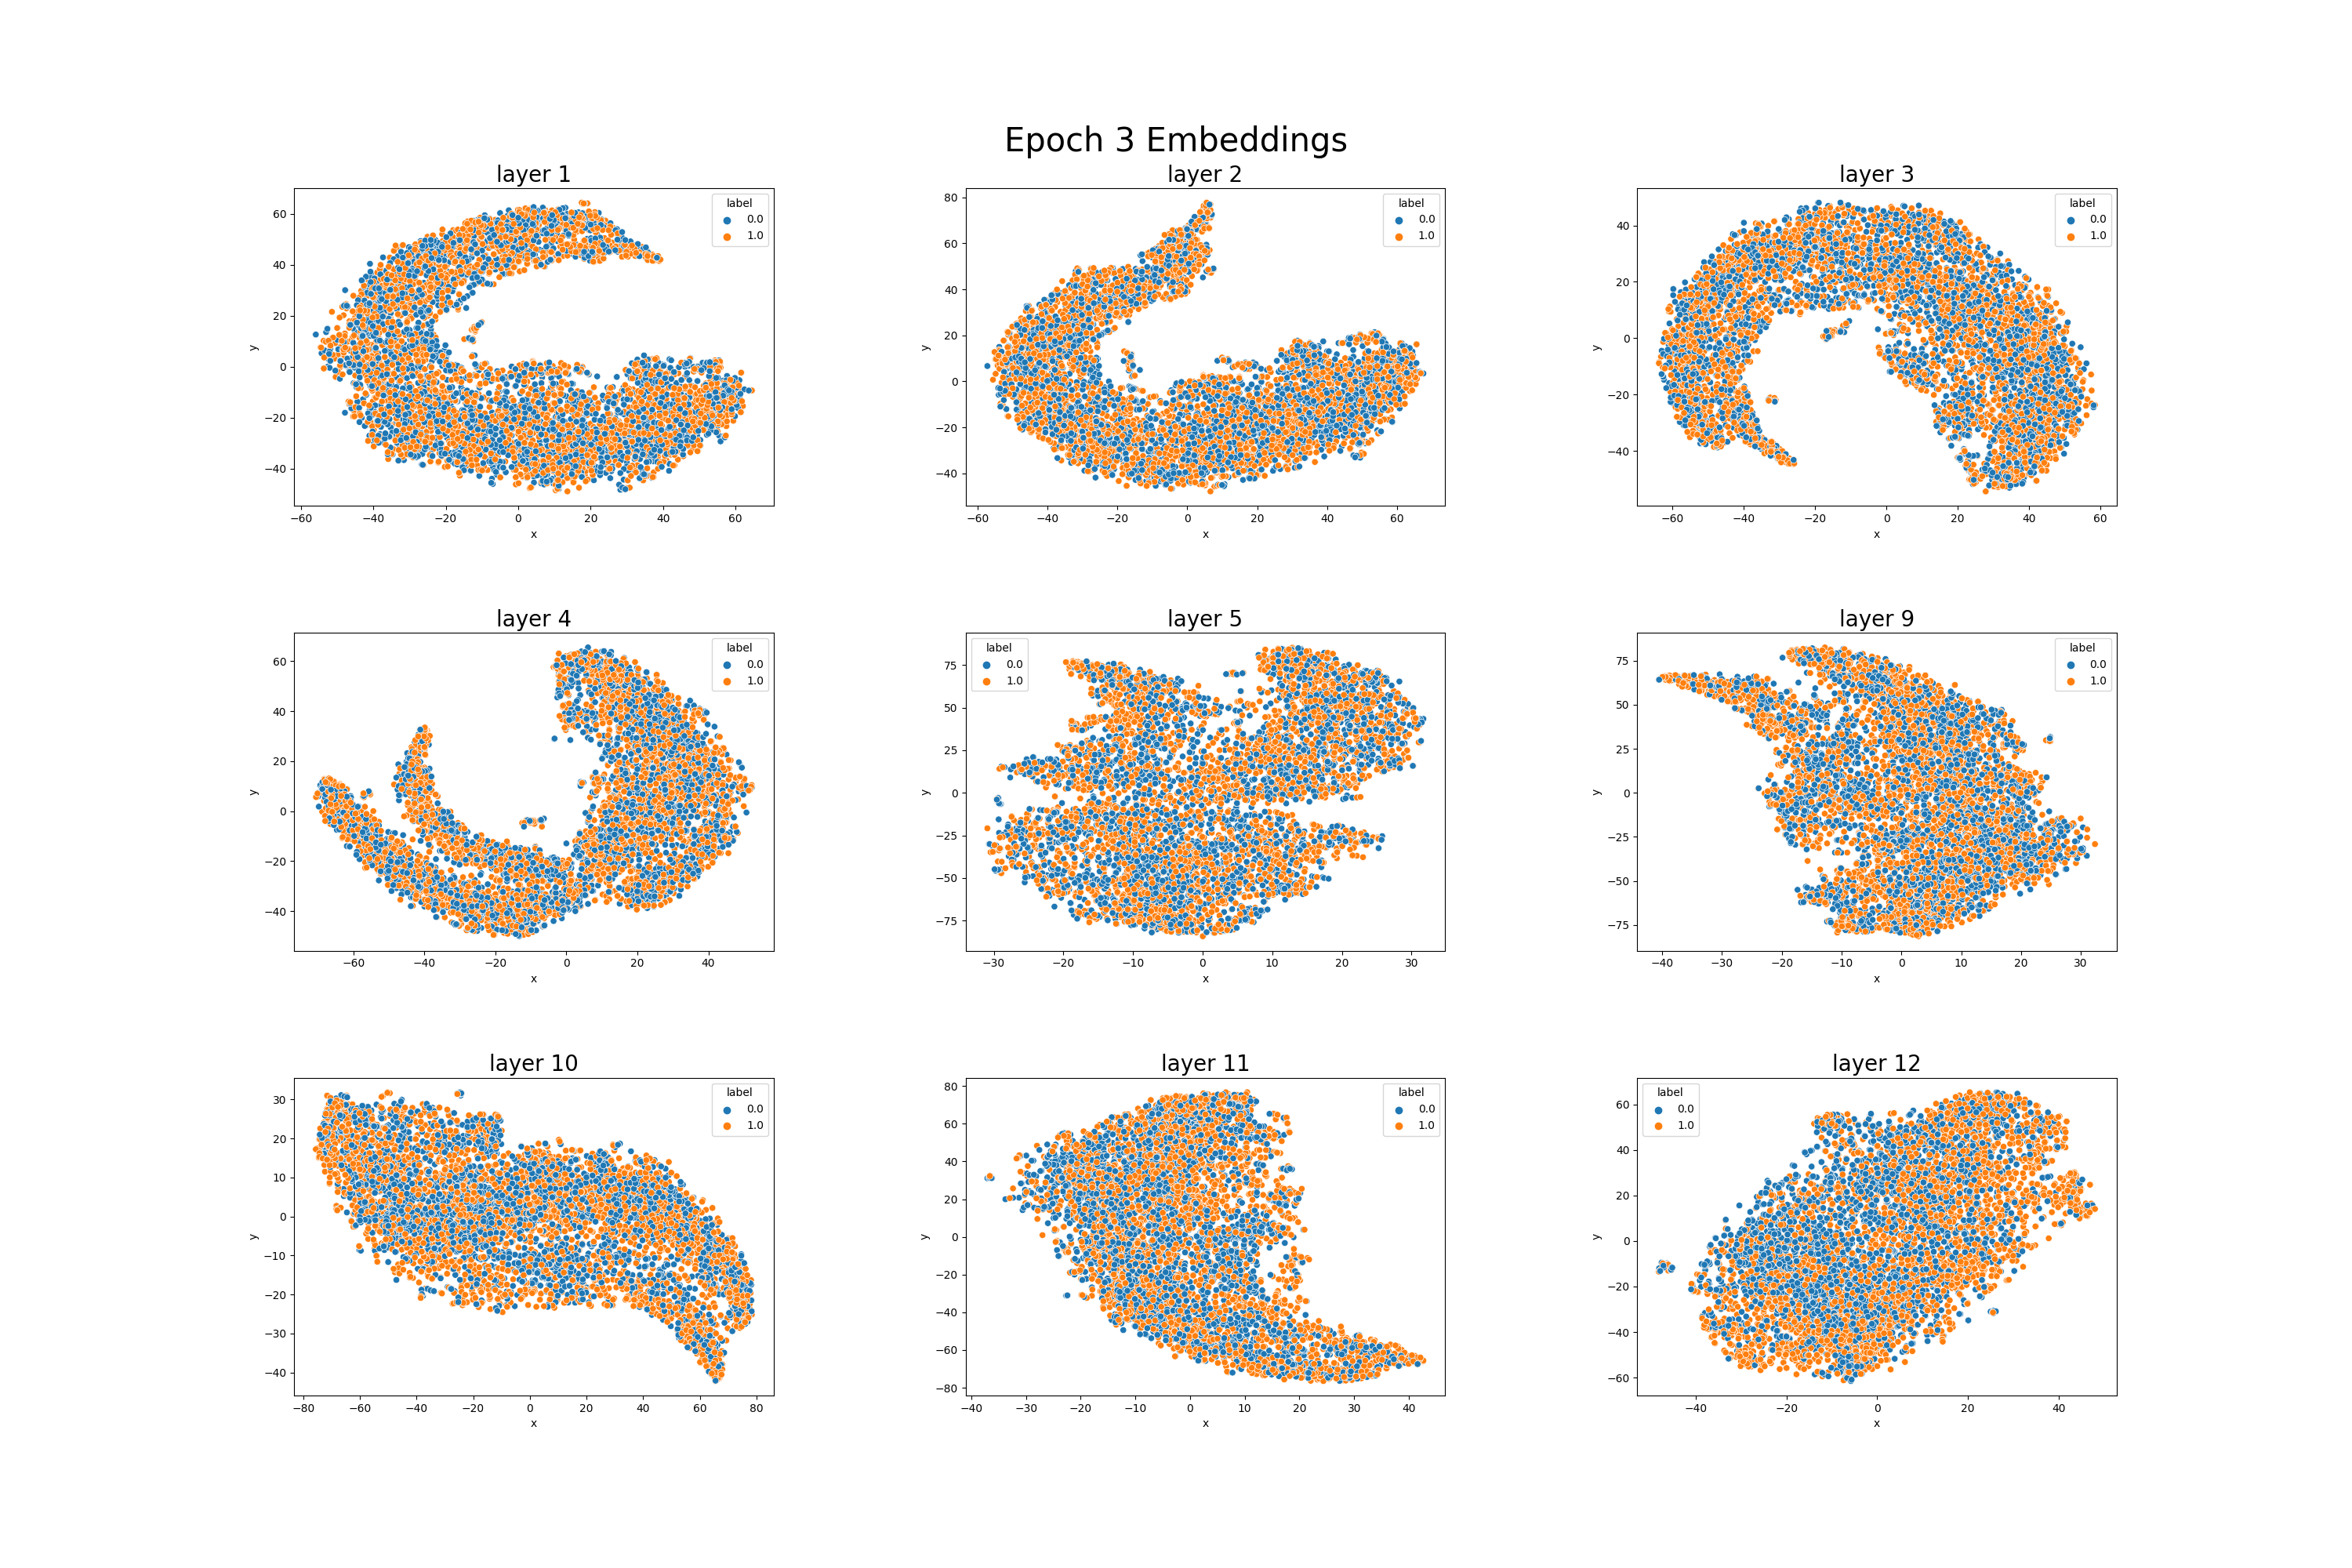 Epoch 3 Embeddings
layer 1
label
0.0
1.0
60
40
20
0
−20
−40
y
−60 −40 −20 0 20 40 60
x
layer 2
label
0.0
1.0
80
60
40
20
0
−20
−40
y
−60 −40 −20 0 20 40 60
x
layer 3
label
0.0
1.0
40
20
0
−20
−40
y
−60 −40 −20 0 20 40 60
x
layer 4
label
0.0
1.0
60
40
20
0
−20
−40
y
−60 −40 −20 0 20 40
x
layer 5
label
0.0
1.0
75
50
25
0
−25
−50
−75
y
−30 −20 −10 0 10 20 30
x
layer 9
label
0.0
1.0
75
50
25
0
−25
−50
−75
y
−40 −30 −20 −10 0 10 20 30
x
layer 10
label
0.0
1.0
30
20
10
0
−10
−20
−30
−40
y
−80 −60 −40 −20 0 20 40 60 80
x
layer 11
label
0.0
1.0
80
60
40
20
0
−20
−40
−60
−80
y
−40 −30 −20 −10 0 10 20 30 40
x
layer 12
label
0.0
1.0
60
40
20
0
−20
−40
−60
y
−40 −20 0 20 40
x